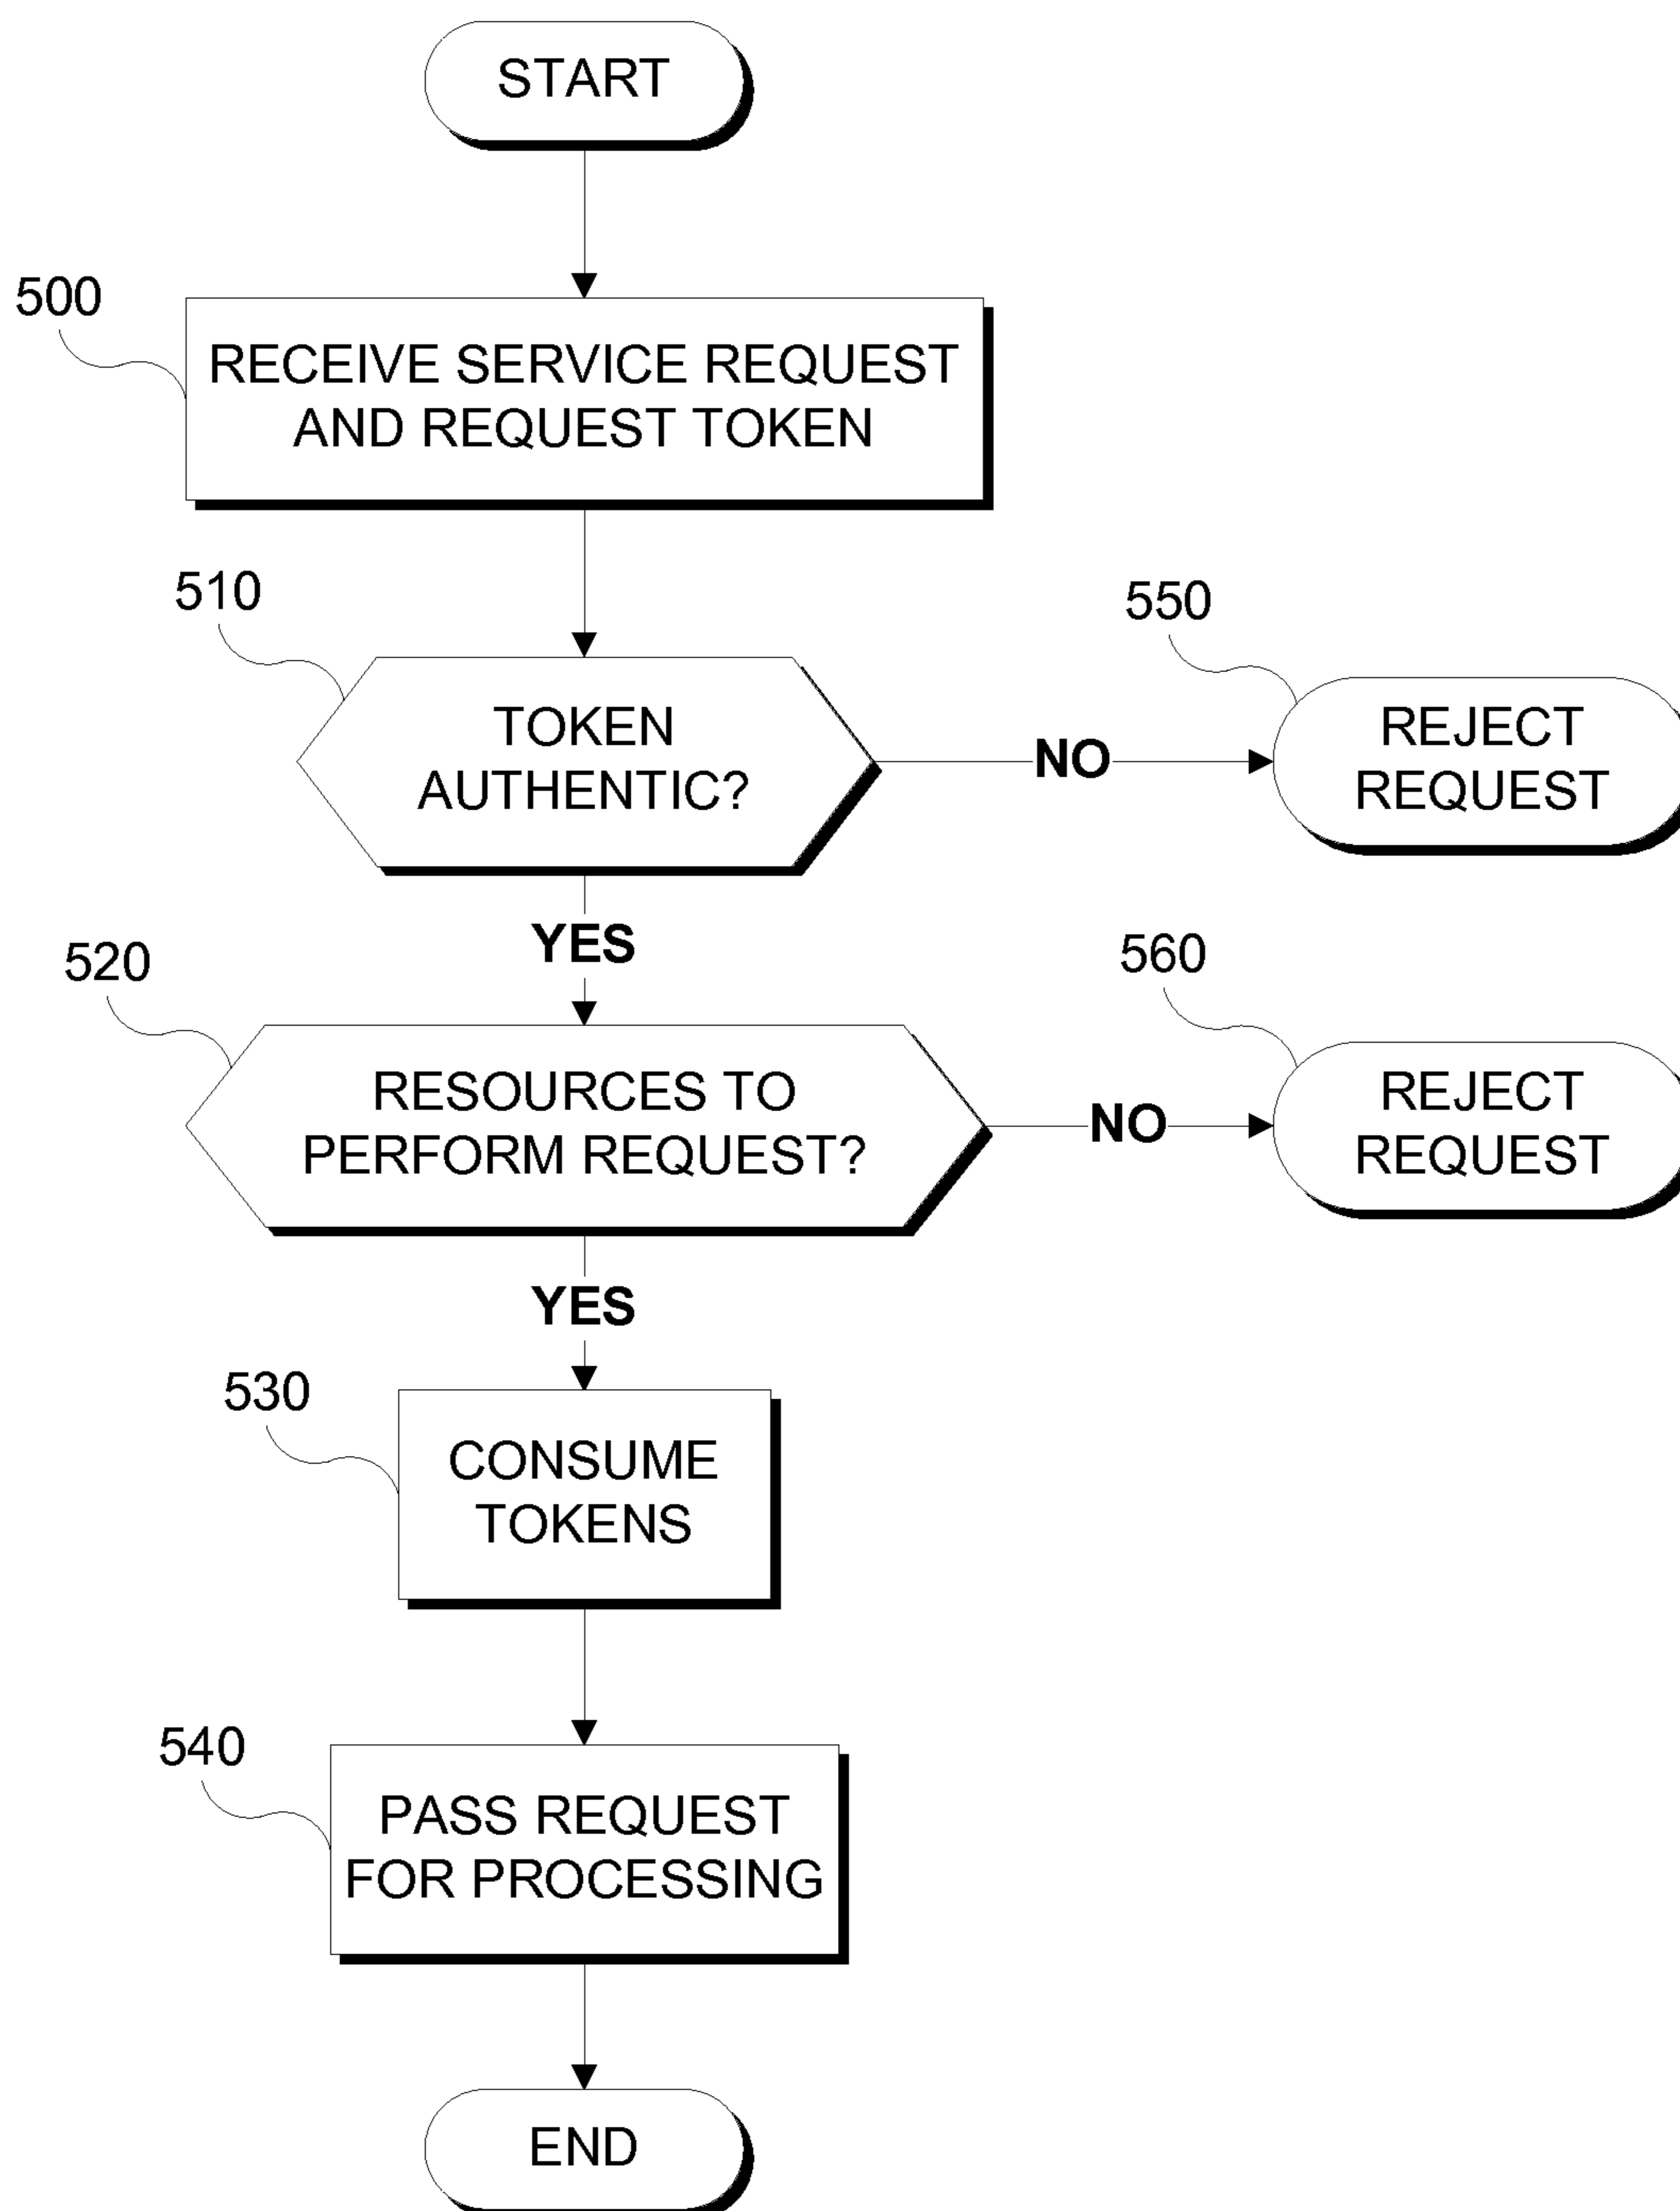 START
500
RECEIVE SERVICE REQUEST
AND REQUEST TOKEN
510
TOKEN
AUTHENTIC?
NO
550
REJECT
REQUEST
YES
520
RESOURCES TO
PERFORM REQUEST?
NO
560
REJECT
REQUEST
YES
530
CONSUME
TOKENS
540
PASS REQUEST
FOR PROCESSING
END